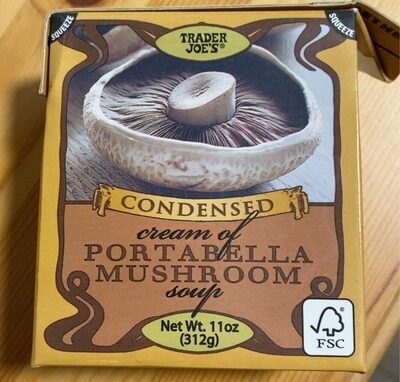 SQUEEZE
TRADER
JOE'S®
SQUEEZE
CONDENSED
cream of
PORTABELLA
MUSHROOM
soup
Net Wt. 11oz
(312g)
FSC